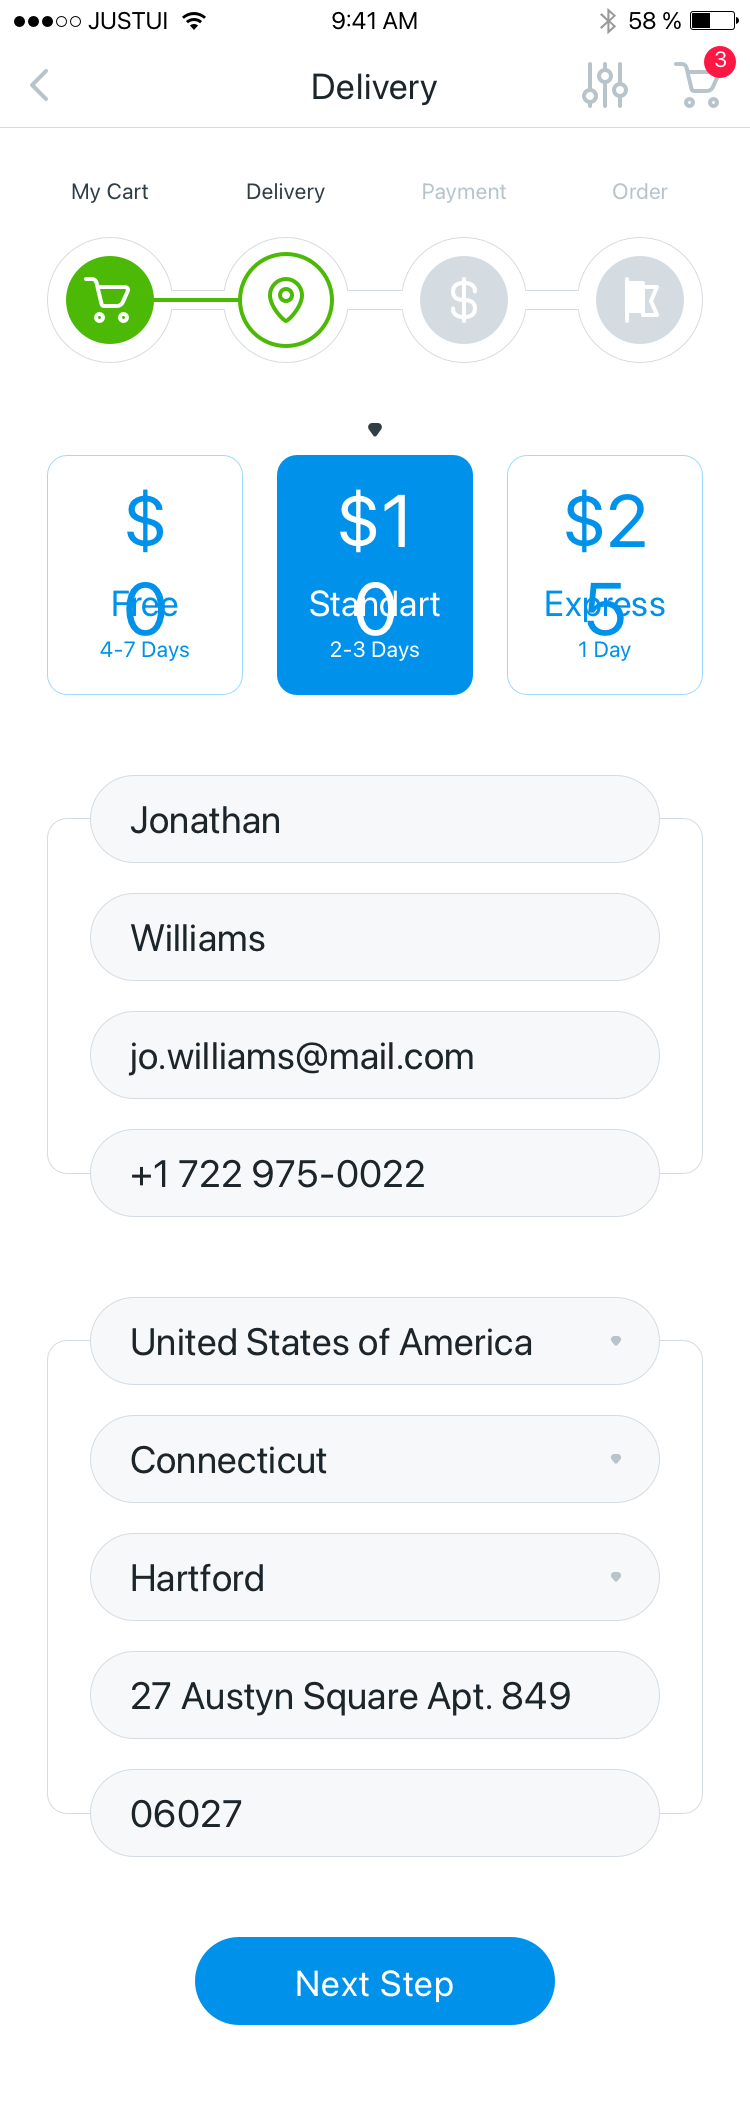 JUSTUI 9:41 AM 58 %
Delivery 3
My Cart Delivery Payment Order
$0 $10 $25
Free Standart Express
4-7 Days 2-3 Days 1 Day
Jonathan
Williams
jo.williams@mail.com
+1 722 975-0022
United States of America
Connecticut
Hartford
27 Austyn Square Apt. 849
06027
Next Step